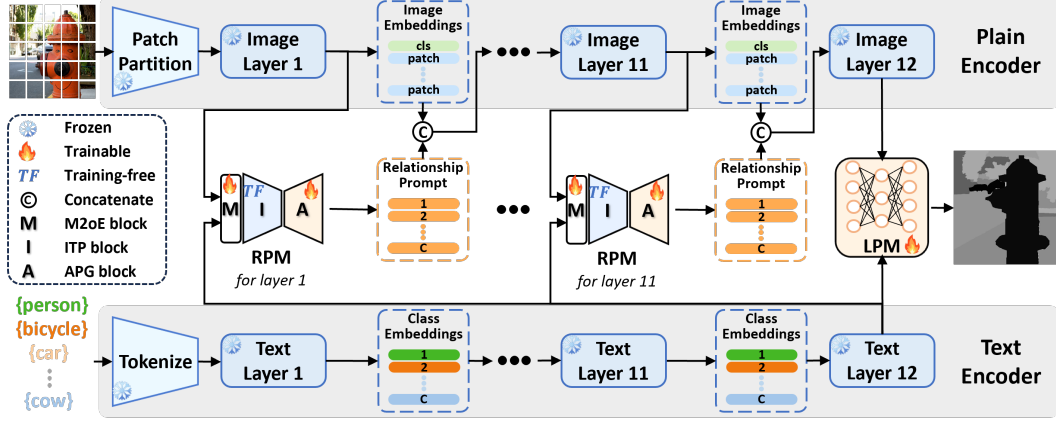 Patch
Partition
Image
Layer 1
Image
Embeddings
cls
patch
patch
Image
Layer 11
Image
Embeddings
cls
patch
patch
Image
Layer 12
Plain
Encoder
Frozen
Trainable
TF Training-free
C Concatenate
M M2oE block
I ITP block
A APG block
C
C
M TF I A
RPM
for layer 1
Relationship
Prompt
1
2
C
M TF I A
RPM
for layer 11
Relationship
Prompt
1
2
C
LPM
{person}
{bicycle}
{car}
{cow}
Tokenize
Text
Layer 1
Class
Embeddings
1
2
C
Text
Layer 11
Class
Embeddings
1
2
C
Text
Layer 12
Text
Encoder